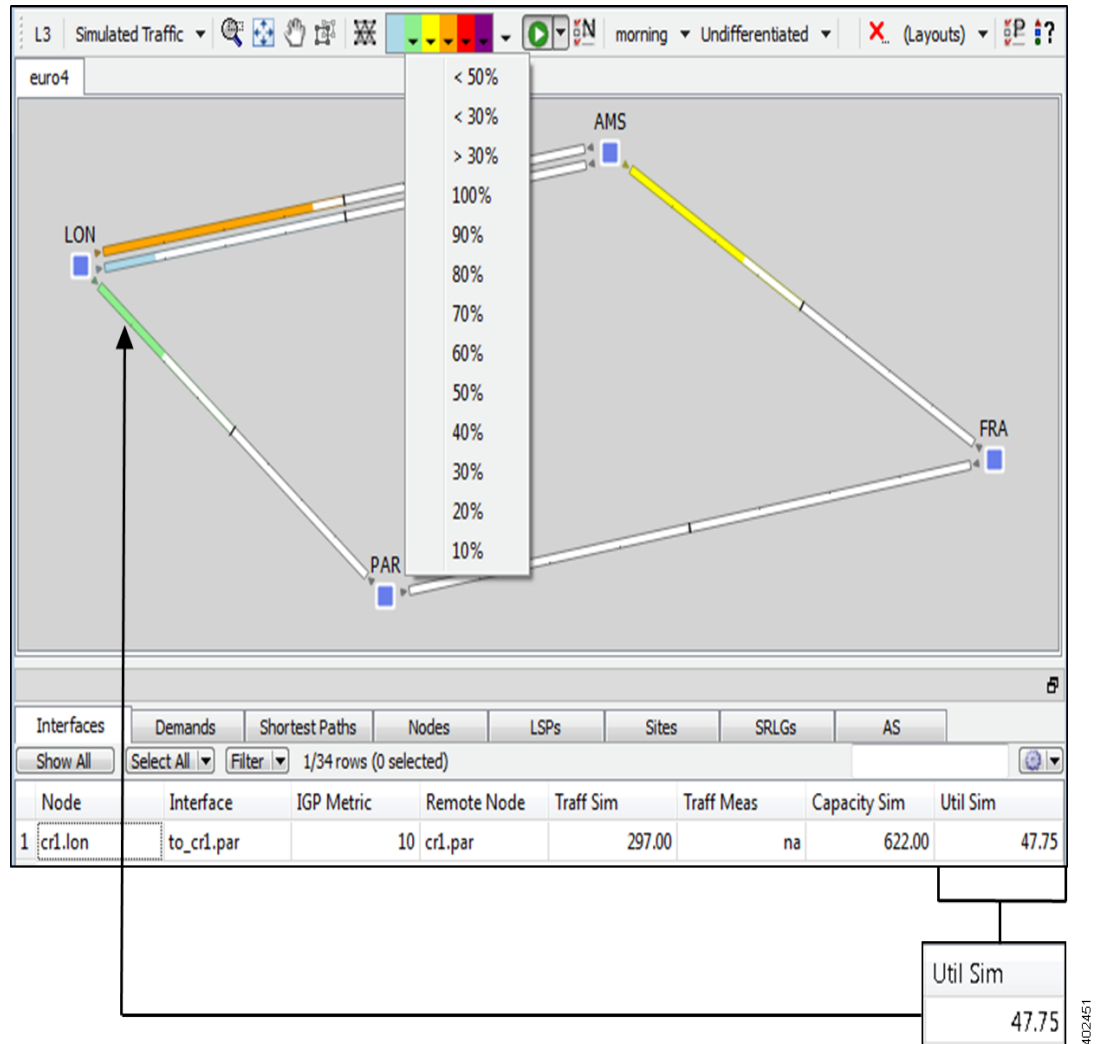 L3 Simulated Traffic morning Undifferentiated X... (Layouts) P ?
euro4
< 50%
< 30%
> 30%
100%
90%
80%
70%
60%
50%
40%
30%
20%
10%
AMS
LON
FRA
PAR
Interfaces Demands Shortest Paths Nodes LSPs Sites SRLGs AS
Show All Select All Filter 1/34 rows (0 selected)
Node Interface IGP Metric Remote Node Traff Sim Traff Meas Capacity Sim Util Sim
1 cr1.lon to_cr1.par 10 cr1.par 297.00 na 622.00 47.75
Util Sim
47.75
402451